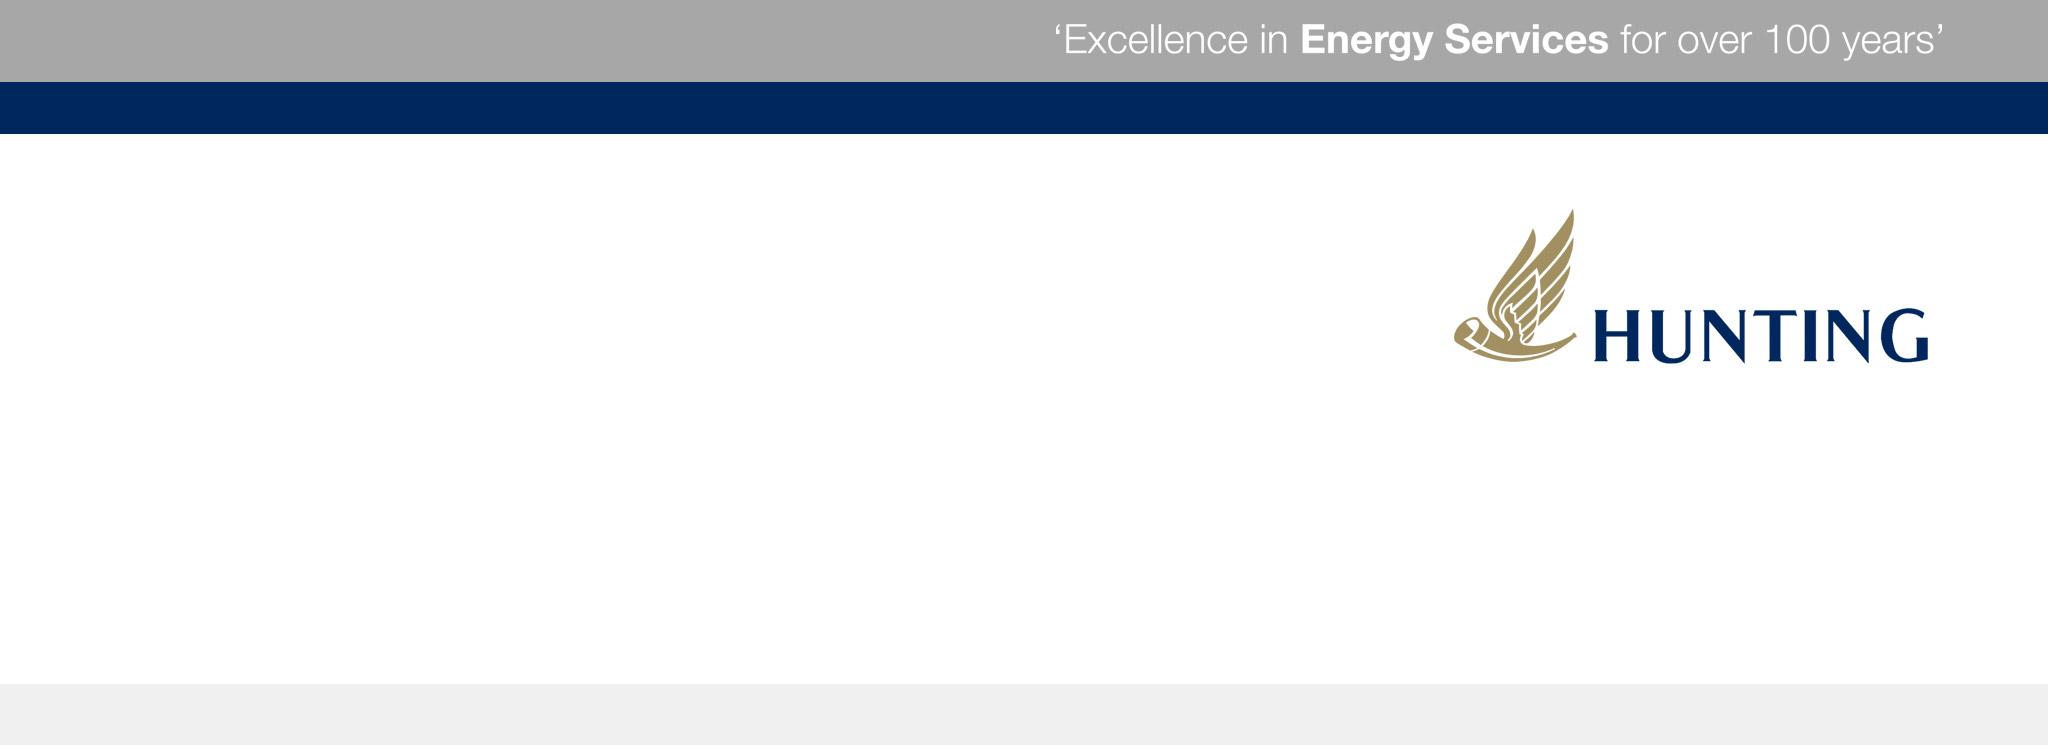 ‘Excellence in Energy Services for over 100 years’
HUNTING